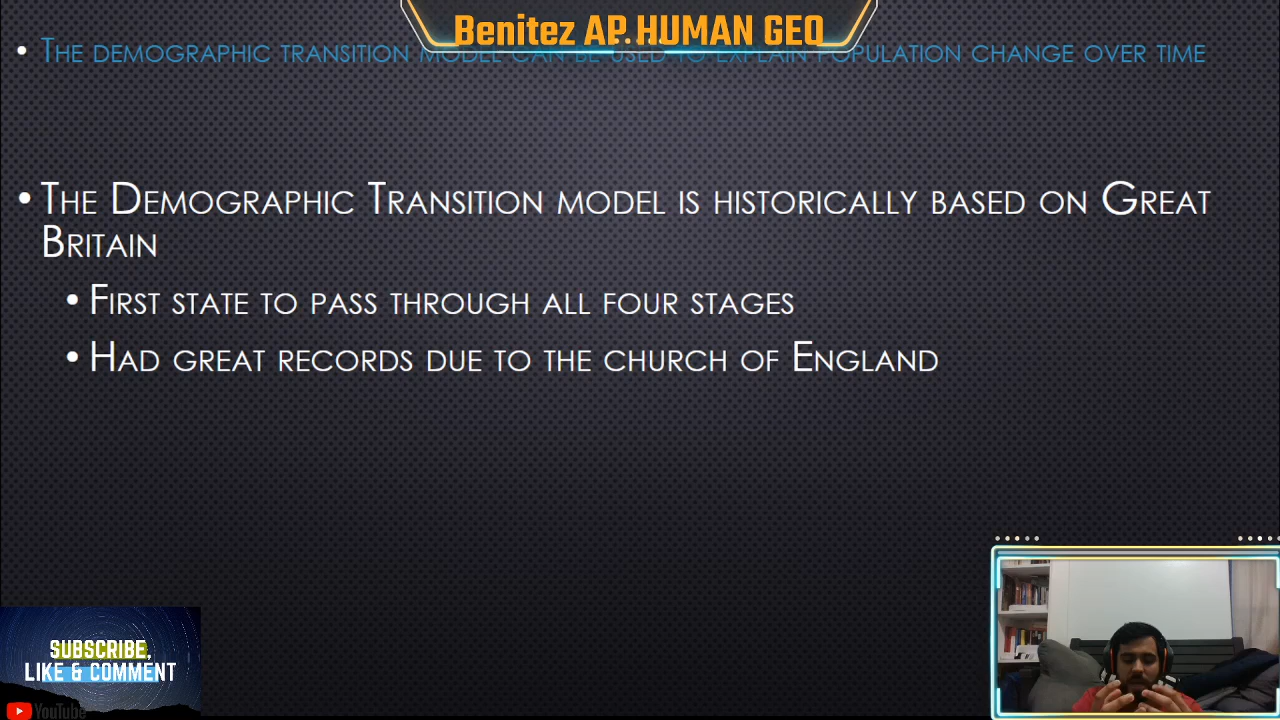 Benitez AP HUMAN GEO
• The demographic transition model can be used to explain population change over time
• The Demographic Transition model is historically based on Great
Britain
• First state to pass through all four stages
• Had great records due to the church of England
SUBSCRIBE,
LIKE & COMMENT
YouTube